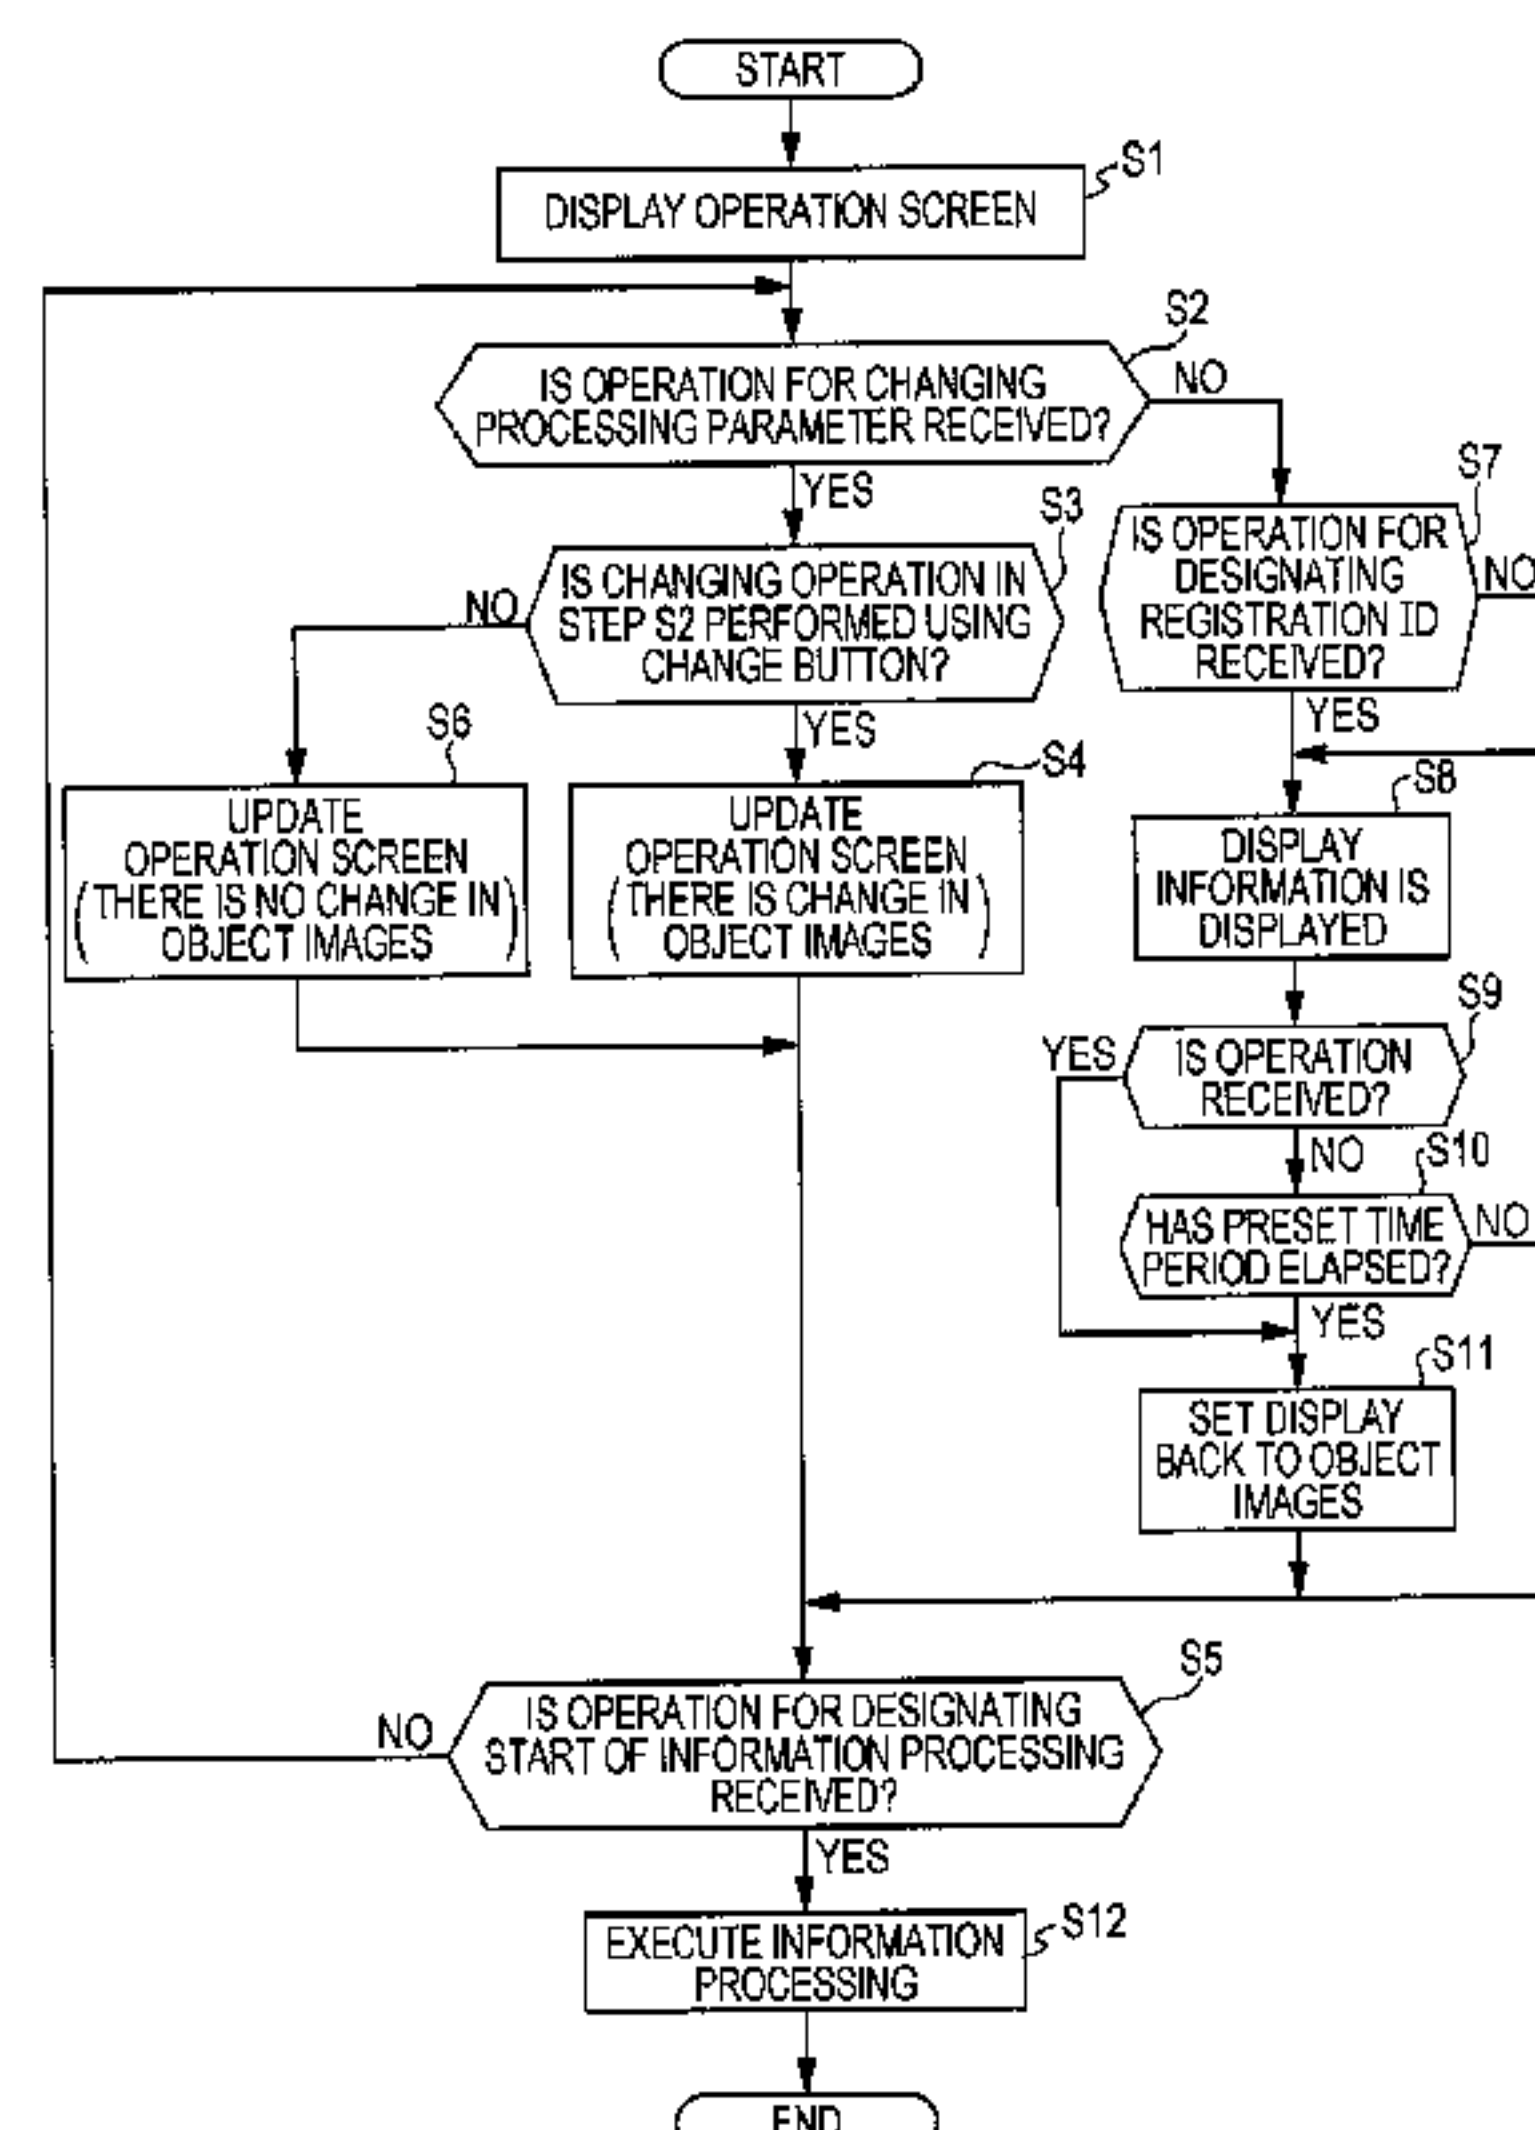 START
S1
DISPLAY OPERATION SCREEN
S2
IS OPERATION FOR CHANGING
PROCESSING PARAMETER RECEIVED?
NO
YES
S3
IS CHANGING OPERATION IN
STEP S2 PERFORMED USING
CHANGE BUTTON?
NO
YES
S7
IS OPERATION FOR
DESIGNATING
REGISTRATION ID
RECEIVED?
NO
YES
S6
UPDATE
OPERATION SCREEN
(THERE IS NO CHANGE IN
OBJECT IMAGES)
S4
UPDATE
OPERATION SCREEN
(THERE IS CHANGE IN
OBJECT IMAGES)
S8
DISPLAY
INFORMATION IS
DISPLAYED
S9
IS OPERATION
RECEIVED?
YES
NO
S10
HAS PRESET TIME
PERIOD ELAPSED?
NO
YES
S11
SET DISPLAY
BACK TO OBJECT
IMAGES
S5
IS OPERATION FOR DESIGNATING
START OF INFORMATION PROCESSING
RECEIVED?
NO
YES
S12
EXECUTE INFORMATION
PROCESSING
END